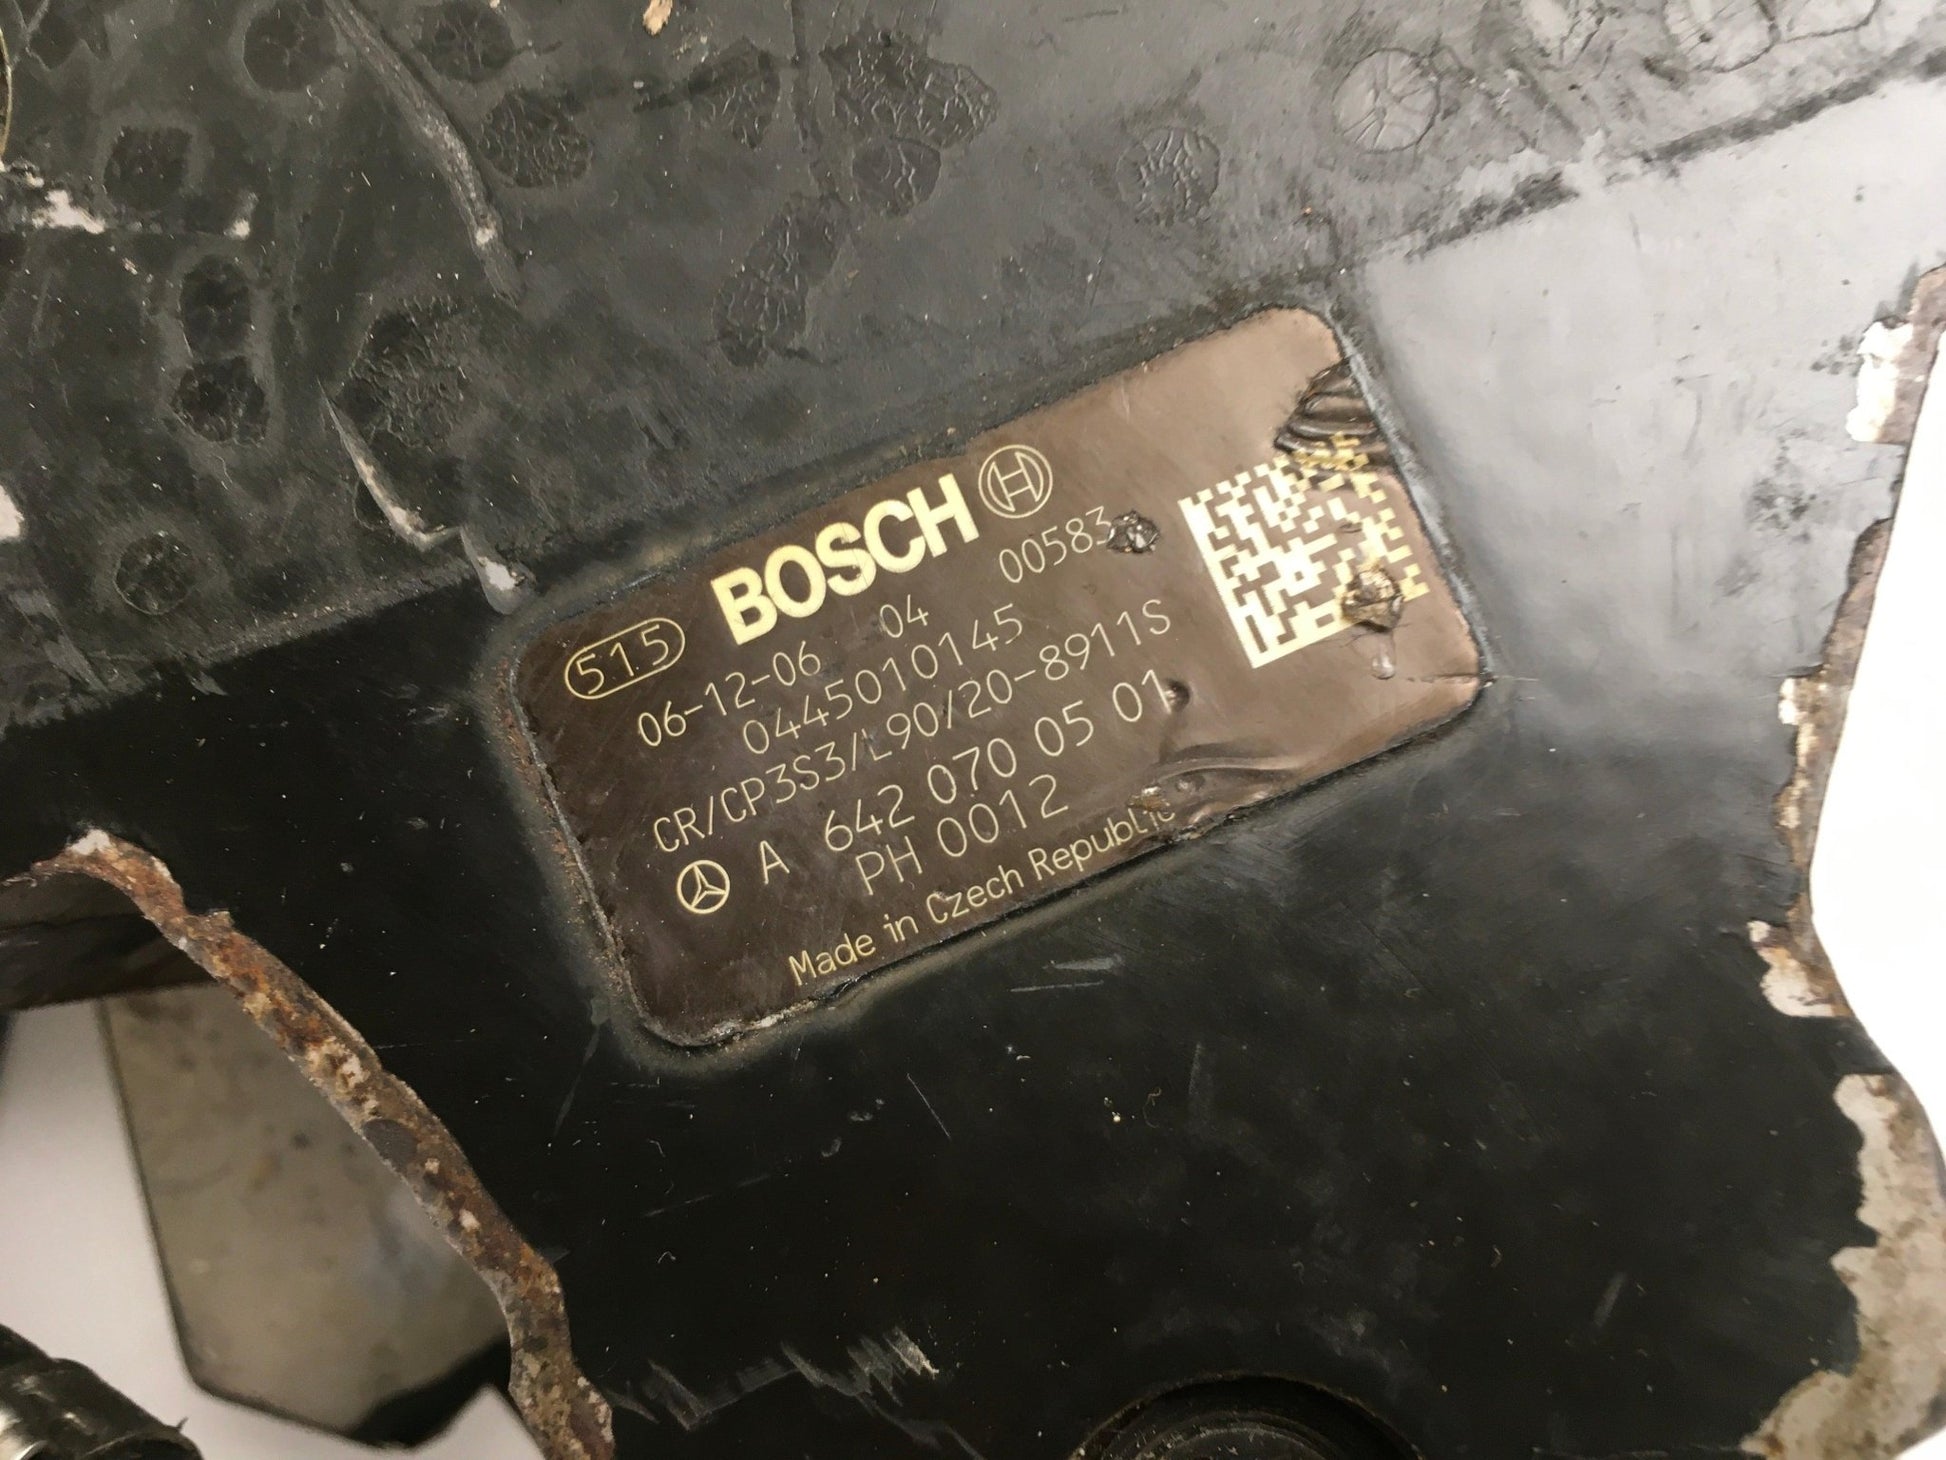 BOSCH
515
06-12-06 04 00583
0445010145
CR/CP3S3/L90/20-8911S
A 642 070 05 01
PH 0012
Made in Czech Republic